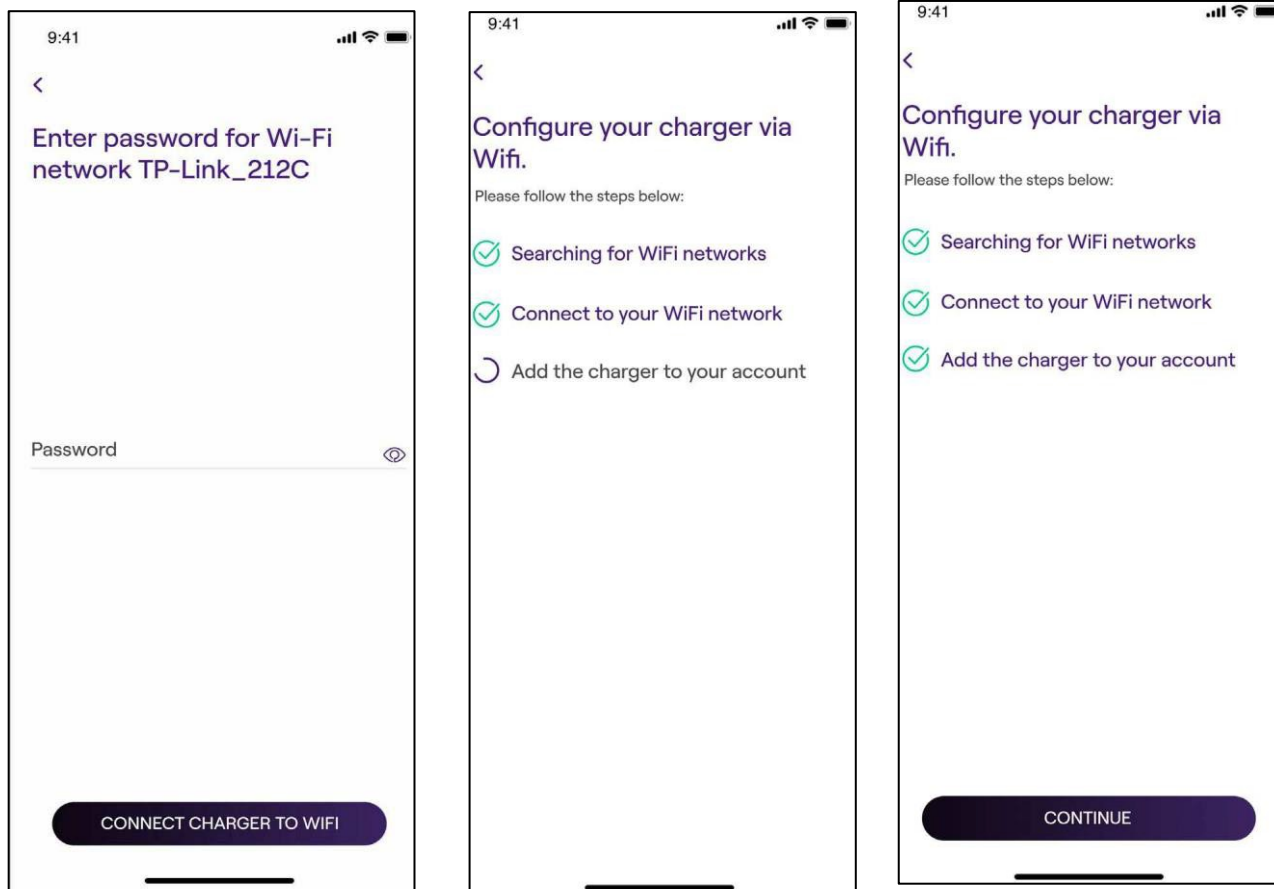 9:41
Enter password for Wi-Fi
network TP-Link_212C
Password
CONNECT CHARGER TO WIFI
9:41
Configure your charger via
Wifi.
Please follow the steps below:
Searching for WiFi networks
Connect to your WiFi network
Add the charger to your account
9:41
Configure your charger via
Wifi.
Please follow the steps below:
Searching for WiFi networks
Connect to your WiFi network
Add the charger to your account
CONTINUE